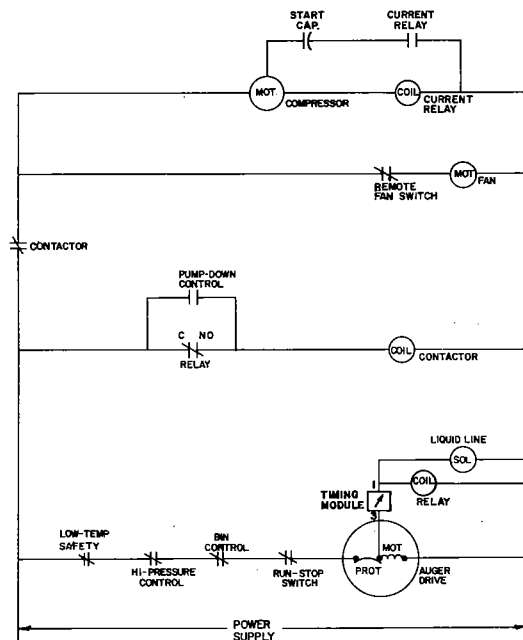 START
CAP.
CURRENT
RELAY
MOT.
COMPRESSOR
COIL
CURRENT
RELAY
REMOTE
FAN SWITCH
MOT
FAN
CONTACTOR
PUMP-DOWN
CONTROL
C NO
RELAY
COIL
CONTACTOR
LIQUID LINE
SOL
1
COIL
RELAY
TIMING
MODULE
3
LOW-TEMP
SAFETY
HI-PRESSURE
CONTROL
BIN
CONTROL
RUN-STOP
SWITCH
PROT
MOT
AUGER
DRIVE
POWER
SUPPLY